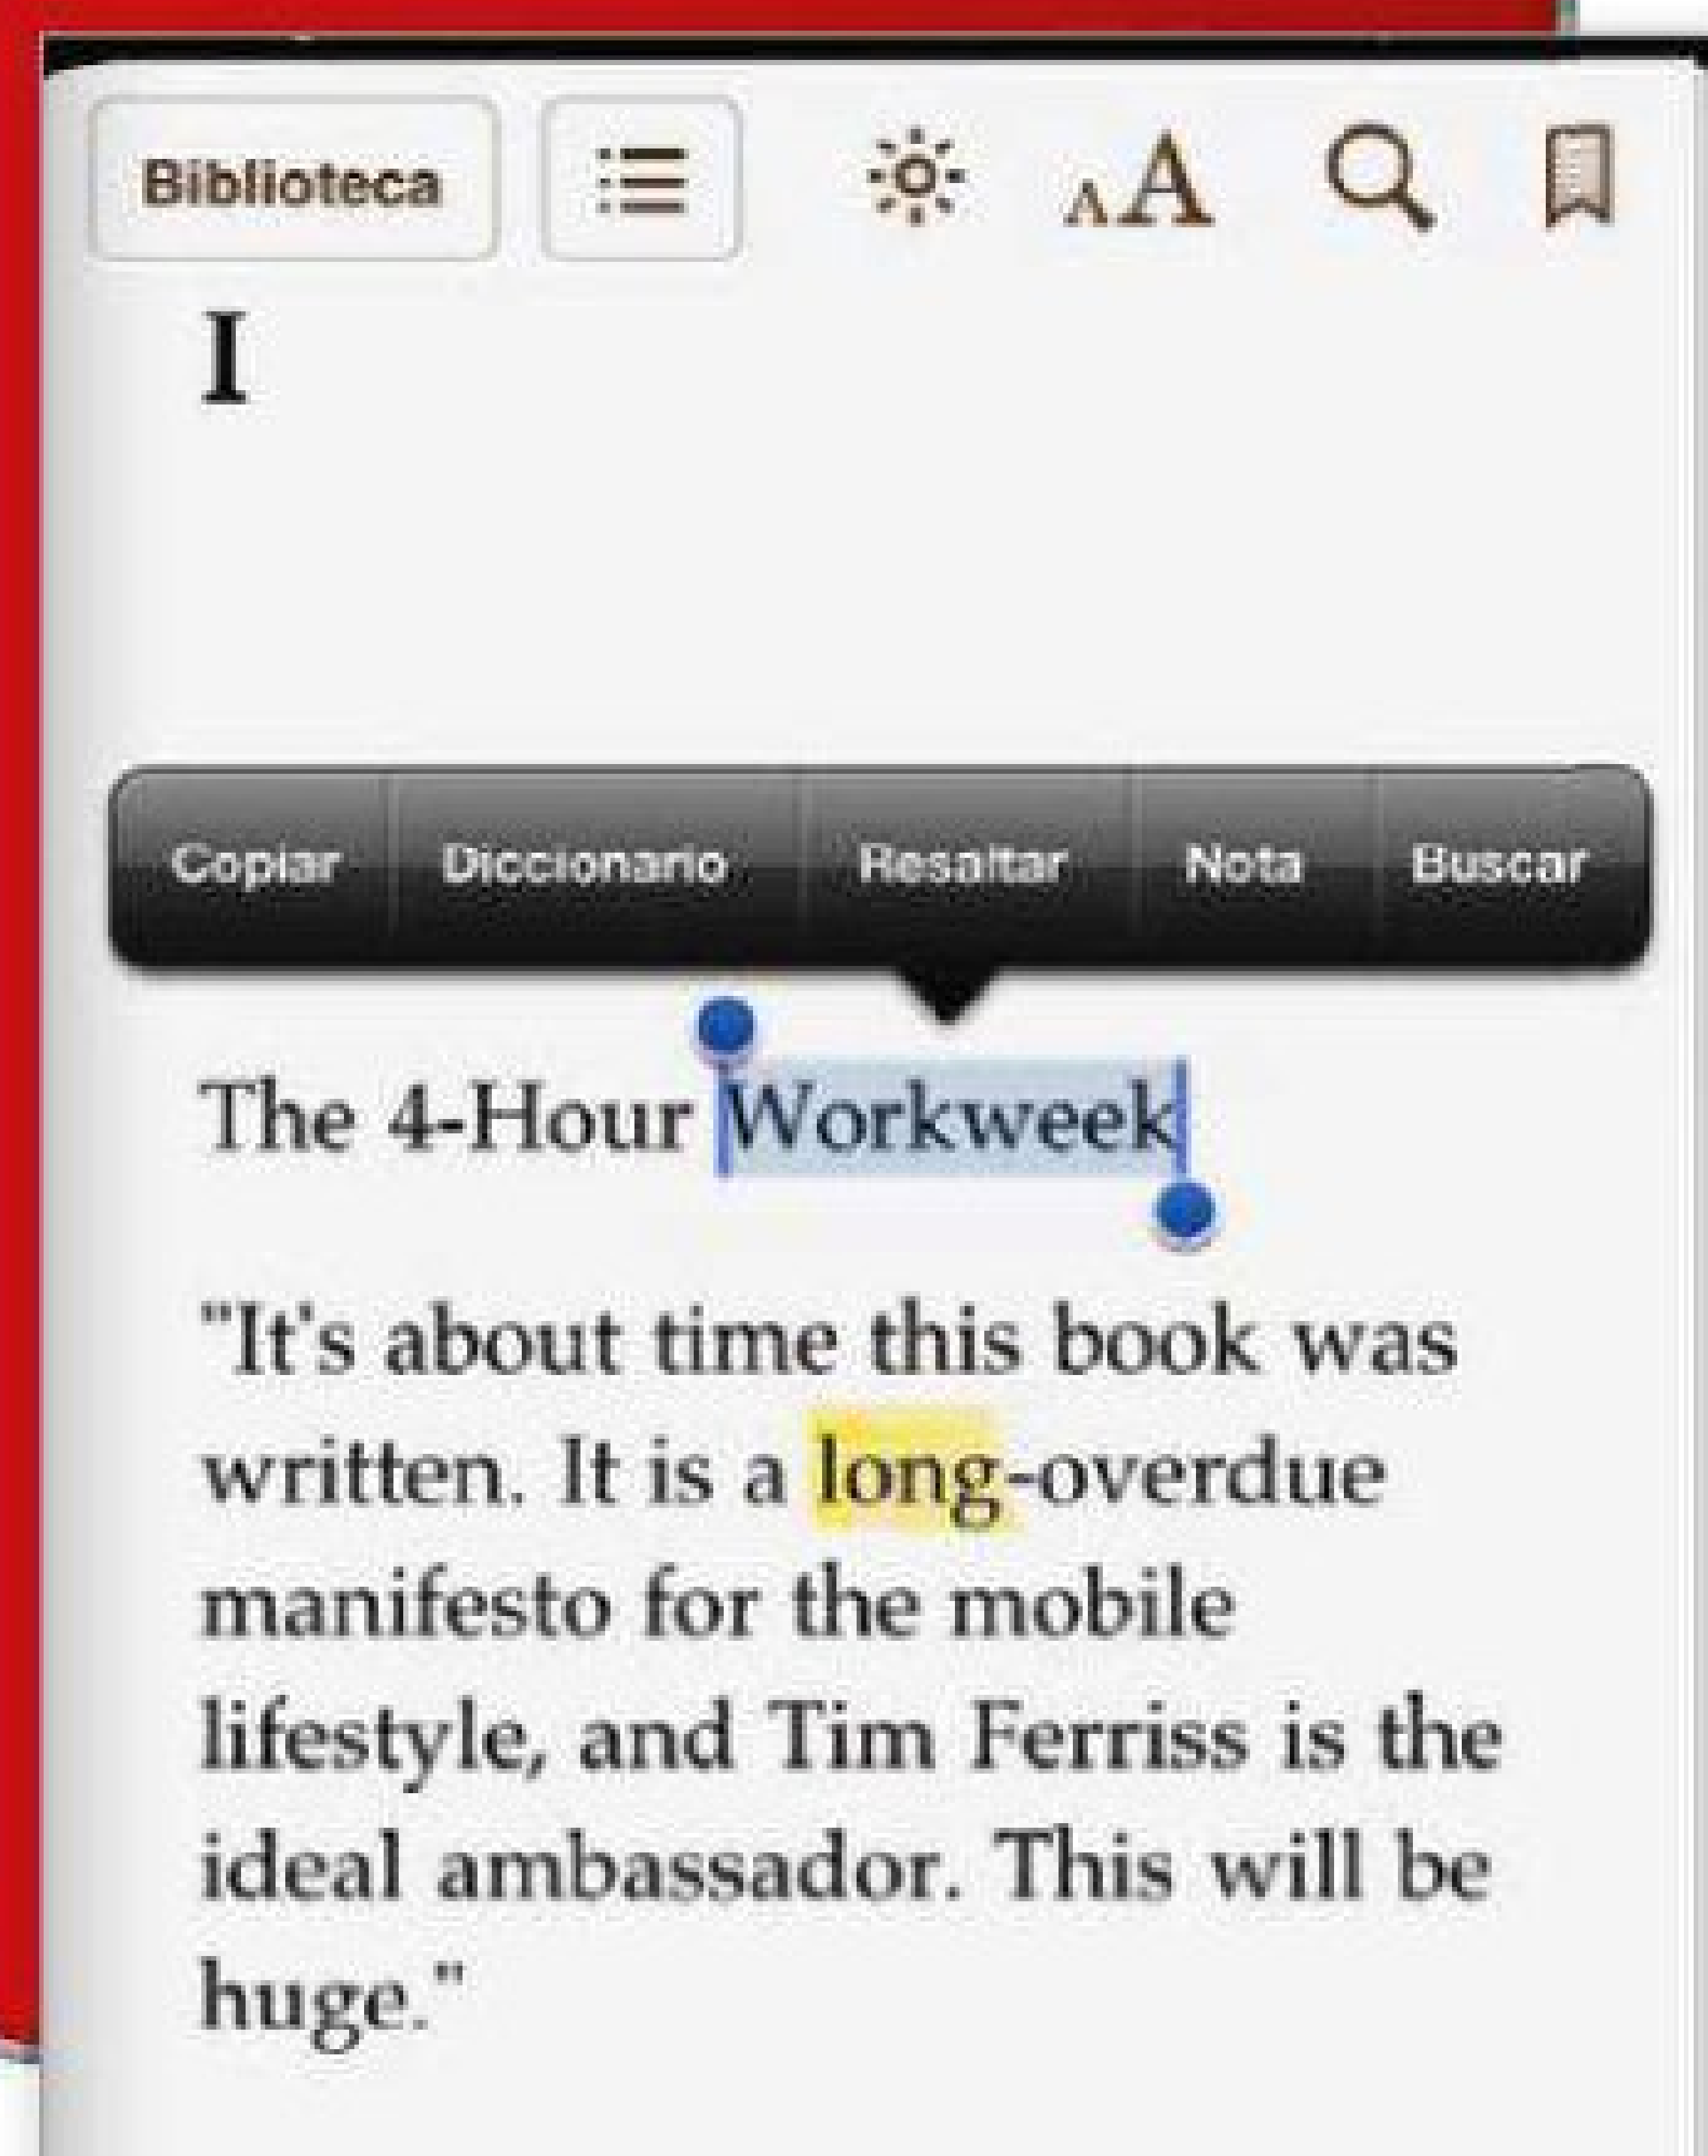 Biblioteca
AA
I
Copiar Diccionario Resaltar Nota Buscar
The 4-Hour Workweek
"It's about time this book was
written. It is a long-overdue
manifesto for the mobile
lifestyle, and Tim Ferriss is the
ideal ambassador. This will be
huge."